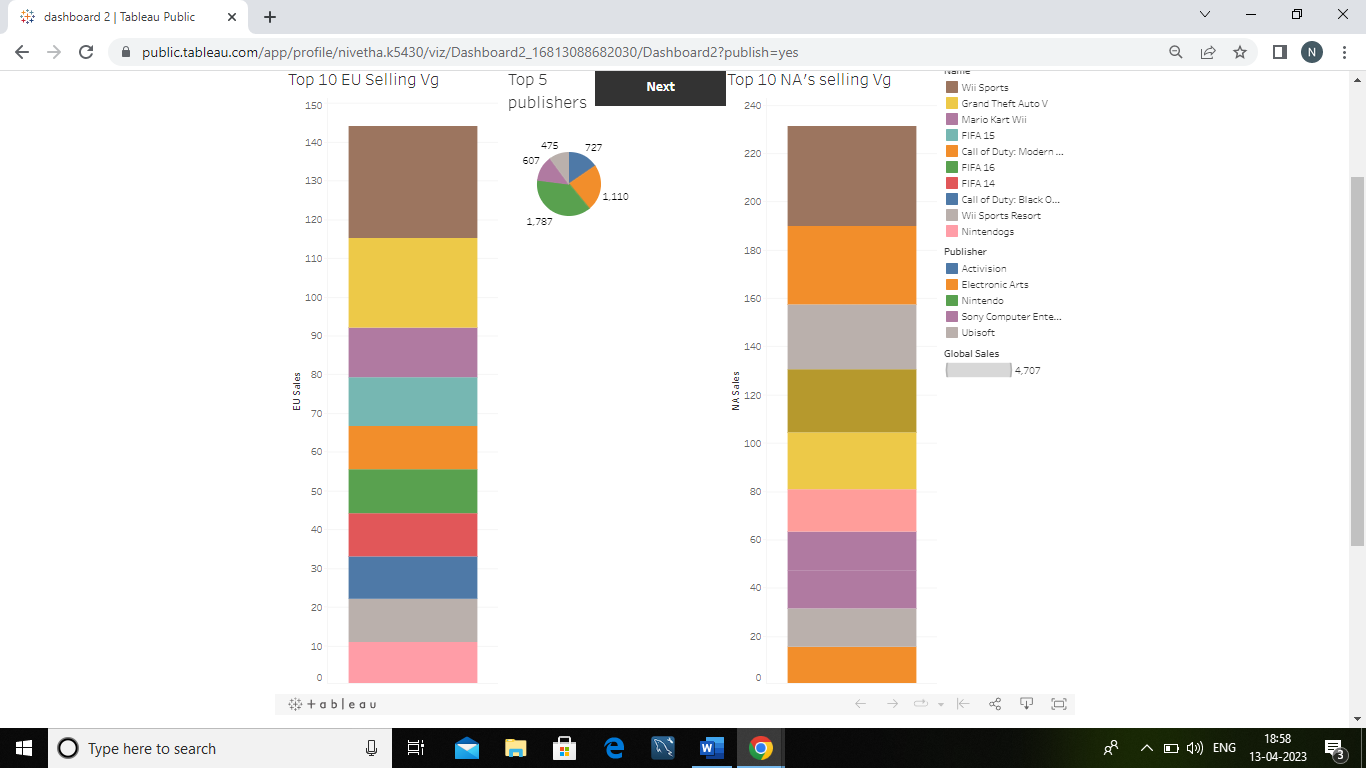 dashboard 2 | Tableau Public
public.tableau.com/app/profile/nivetha.k5430/viz/Dashboard2_16813088682030/Dashboard2?publish=yes
N
Top 10 EU Selling Vg
150
140
130
120
110
100
90
80
70
60
50
40
30
20
10
0
EU Sales
Top 5
publishers
Next
475
727
607
1,110
1,787
Top 10 NA's selling Vg
240
220
200
180
160
140
120
100
80
60
40
20
0
NA Sales
Name
Wii Sports
Grand Theft Auto V
Mario Kart Wii
FIFA 15
Call of Duty: Modern ...
FIFA 16
FIFA 14
Call of Duty: Black O...
Wii Sports Resort
Nintendogs
Publisher
Activision
Electronic Arts
Nintendo
Sony Computer Ente...
Ubisoft
Global Sales
4,707
+ a b l e a u
Type here to search
ENG
18:58
13-04-2023
3